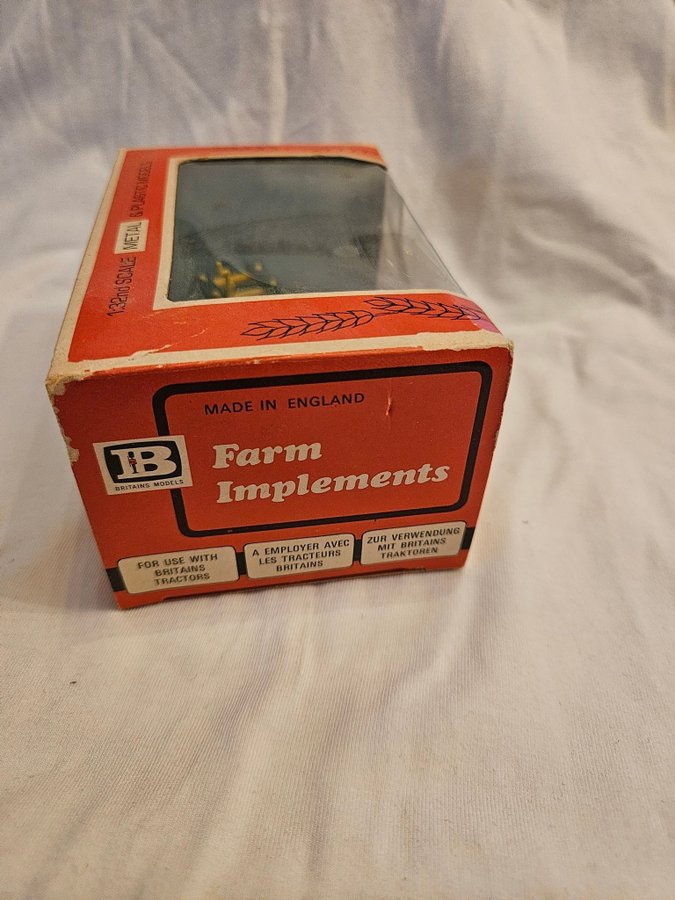 1:32nd SCALE METAL & PLASTIC MODELS
MADE IN ENGLAND
B
BRITAINS MODELS
Farm
Implements
FOR USE WITH
BRITAINS
TRACTORS
A EMPLOYER AVEC
LES TRACTEURS
BRITAINS
ZUR VERWENDUNG
MIT BRITAINS
TRAKTOREN